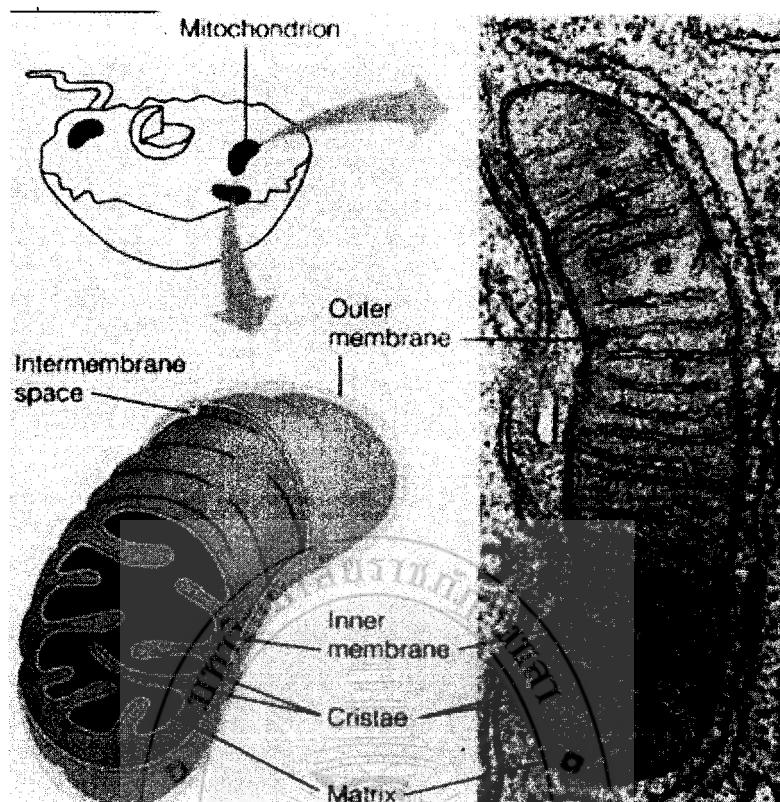 Mitochondrion
Outer
membrane
Intermembrane
space
Inner
membrane
Cristae
Matrix